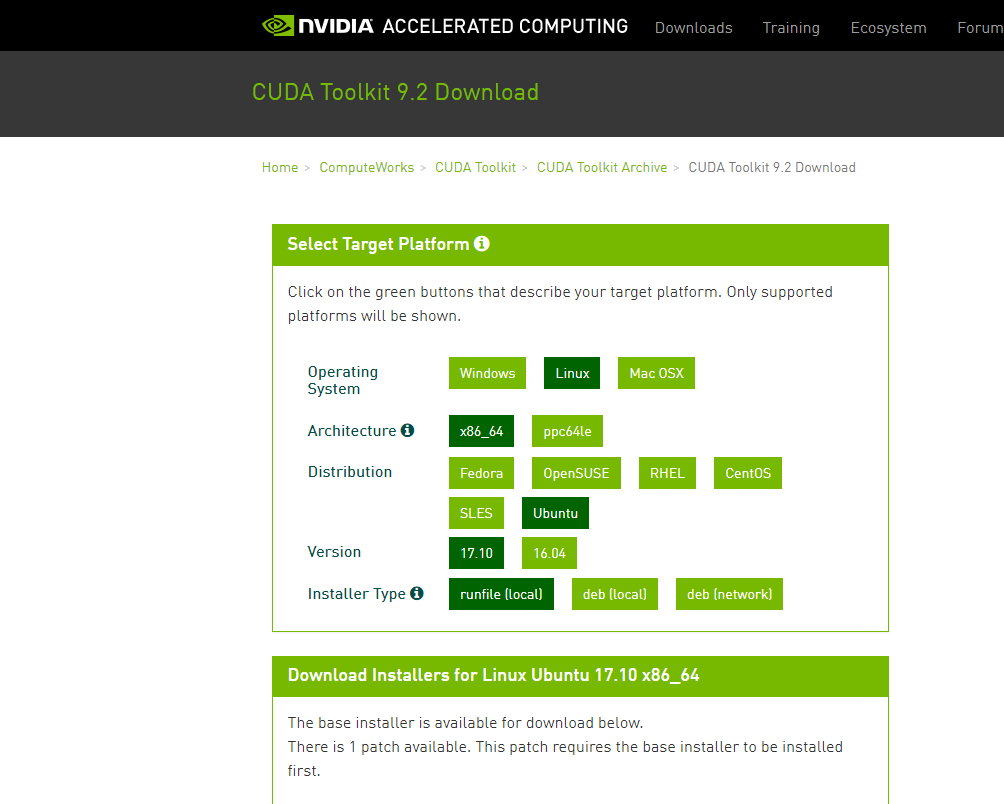 NVIDIA ACCELERATED COMPUTING Downloads Training Ecosystem Forum
CUDA Toolkit 9.2 Download
Home > ComputeWorks > CUDA Toolkit > CUDA Toolkit Archive > CUDA Toolkit 9.2 Download
Select Target Platform
Click on the green buttons that describe your target platform. Only supported
platforms will be shown.
Operating
System
Windows Linux Mac OSX
Architecture x86_64 ppc64le
Distribution Fedora OpenSUSE RHEL CentOS
SLES Ubuntu
Version 17.10 16.04
Installer Type runfile (local) deb (local) deb (network)
Download Installers for Linux Ubuntu 17.10 x86_64
The base installer is available for download below.
There is 1 patch available. This patch requires the base installer to be installed
first.